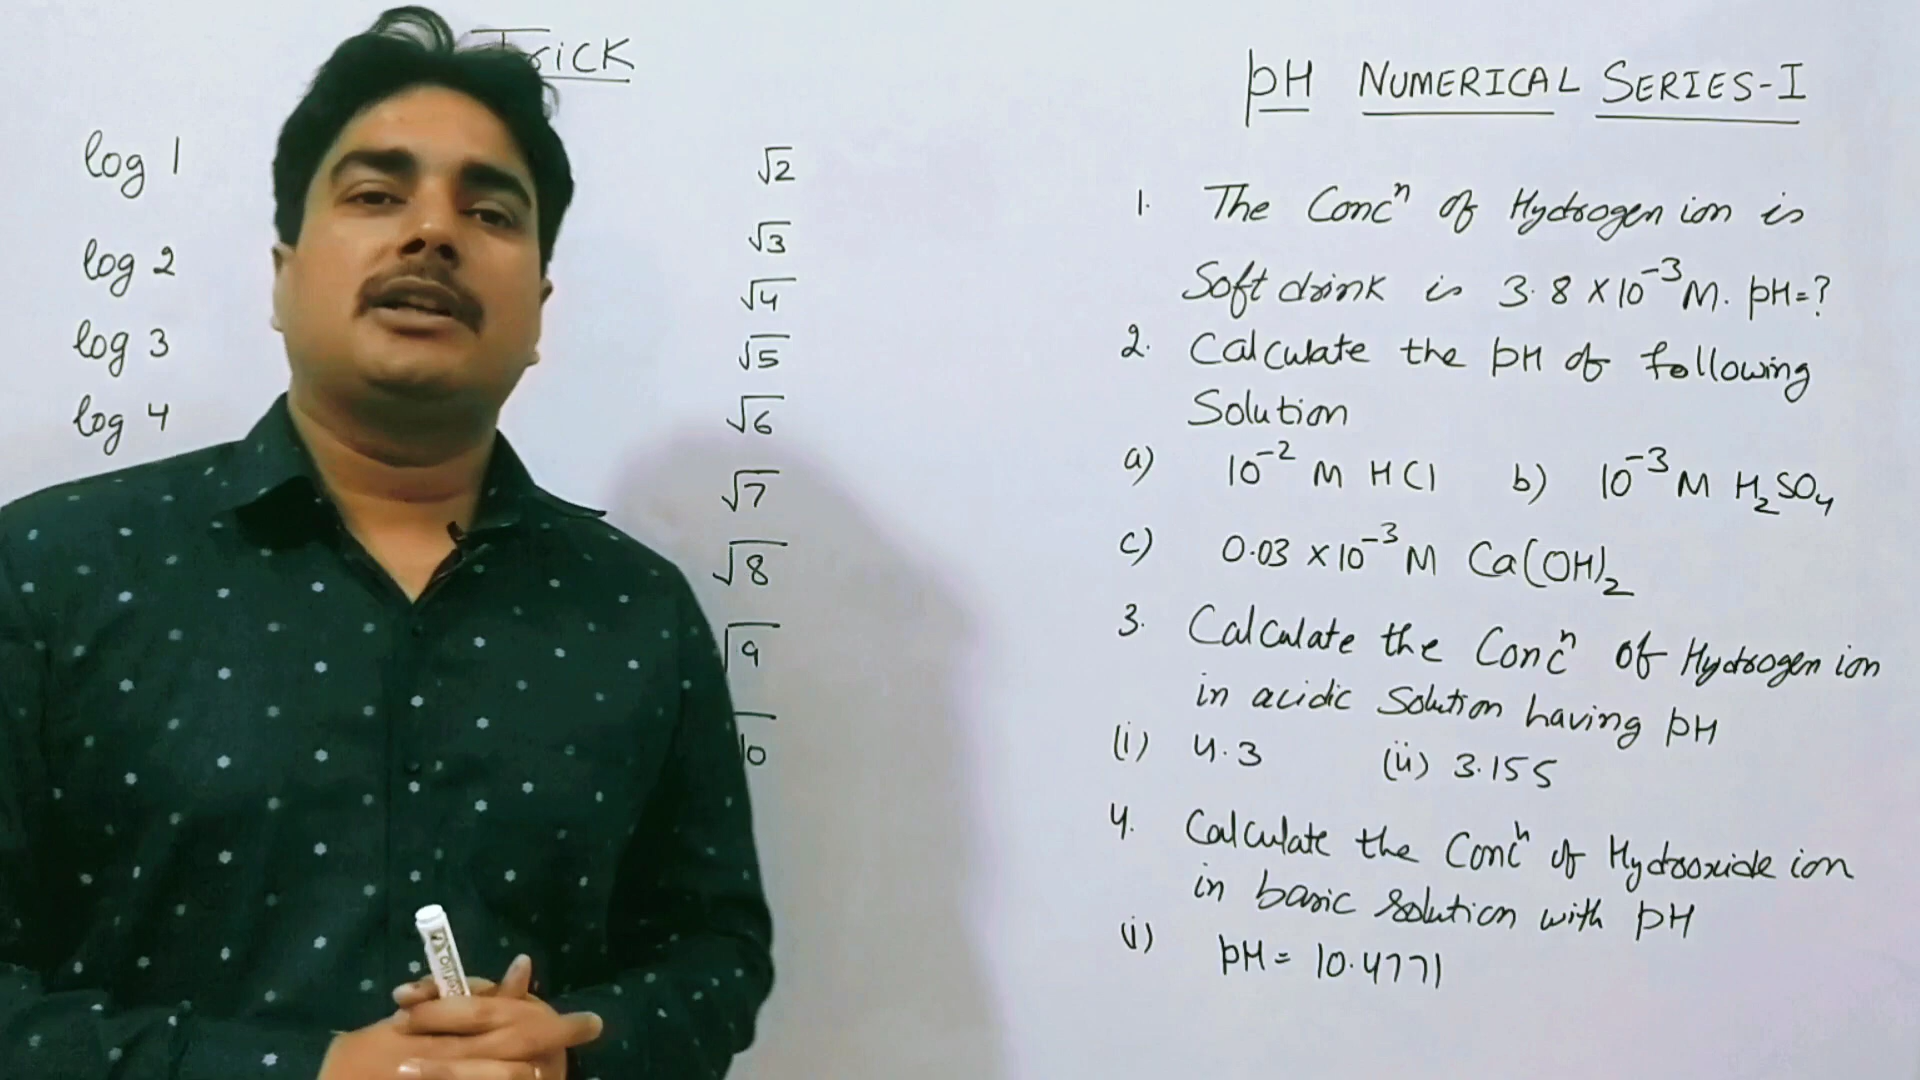 Trick
log 1
log 2
log 3
log 4
√2
√3
√4
√5
√6
√7
√8
√9
10
pH NUMERICAL SERIES-I
1. The Concⁿ of Hydrogen ion is
Soft drink is 3.8 × 10⁻³ M. pH=?
2. Calculate the pH of following
Solution
a) 10⁻² M HCl b) 10⁻³ M H₂SO₄
c) 0.03 × 10⁻³ M Ca(OH)₂
3. Calculate the Concⁿ of Hydrogen ion
in acidic Solution having pH
(i) 4.3 (ii) 3.155
4. Calculate the Concⁿ of Hydrooxide ion
in basic solution with pH
(i) pH = 10.4771